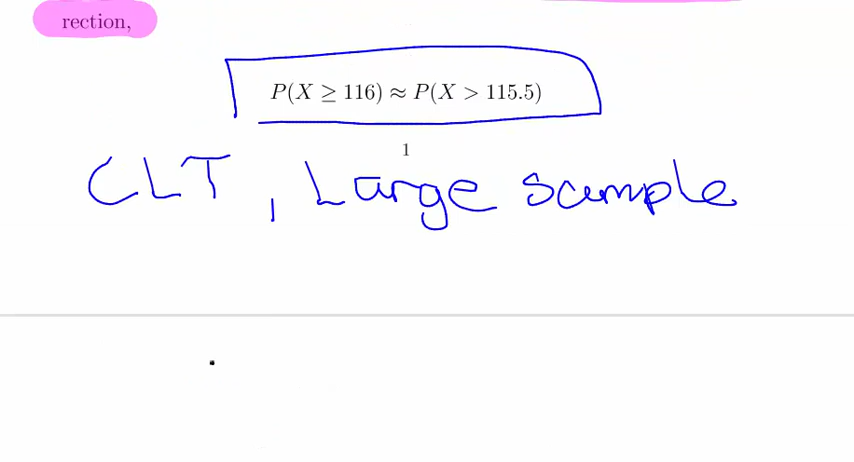 rection,
P(X ≥ 116) ≈ P(X > 115.5)
1
CLT, Large sample